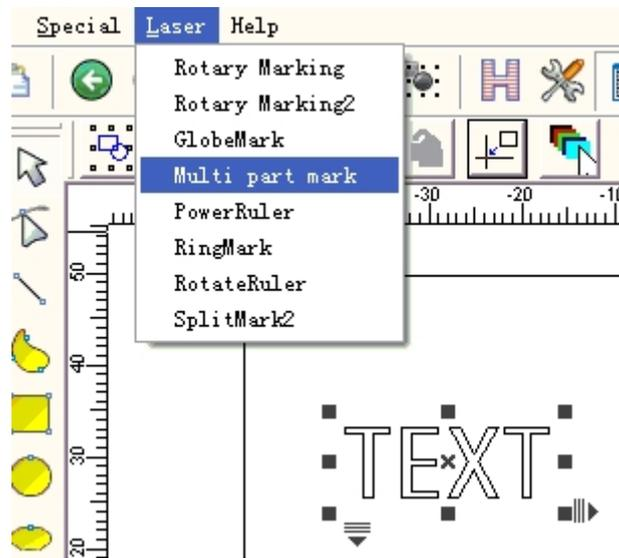 Special Laser Help
Rotary Marking
Rotary Marking2
GlobeMark
Multi part mark
PowerRuler
RingMark
RotateRuler
SplitMark2
-30 -20
50
40
30
20
TEXT